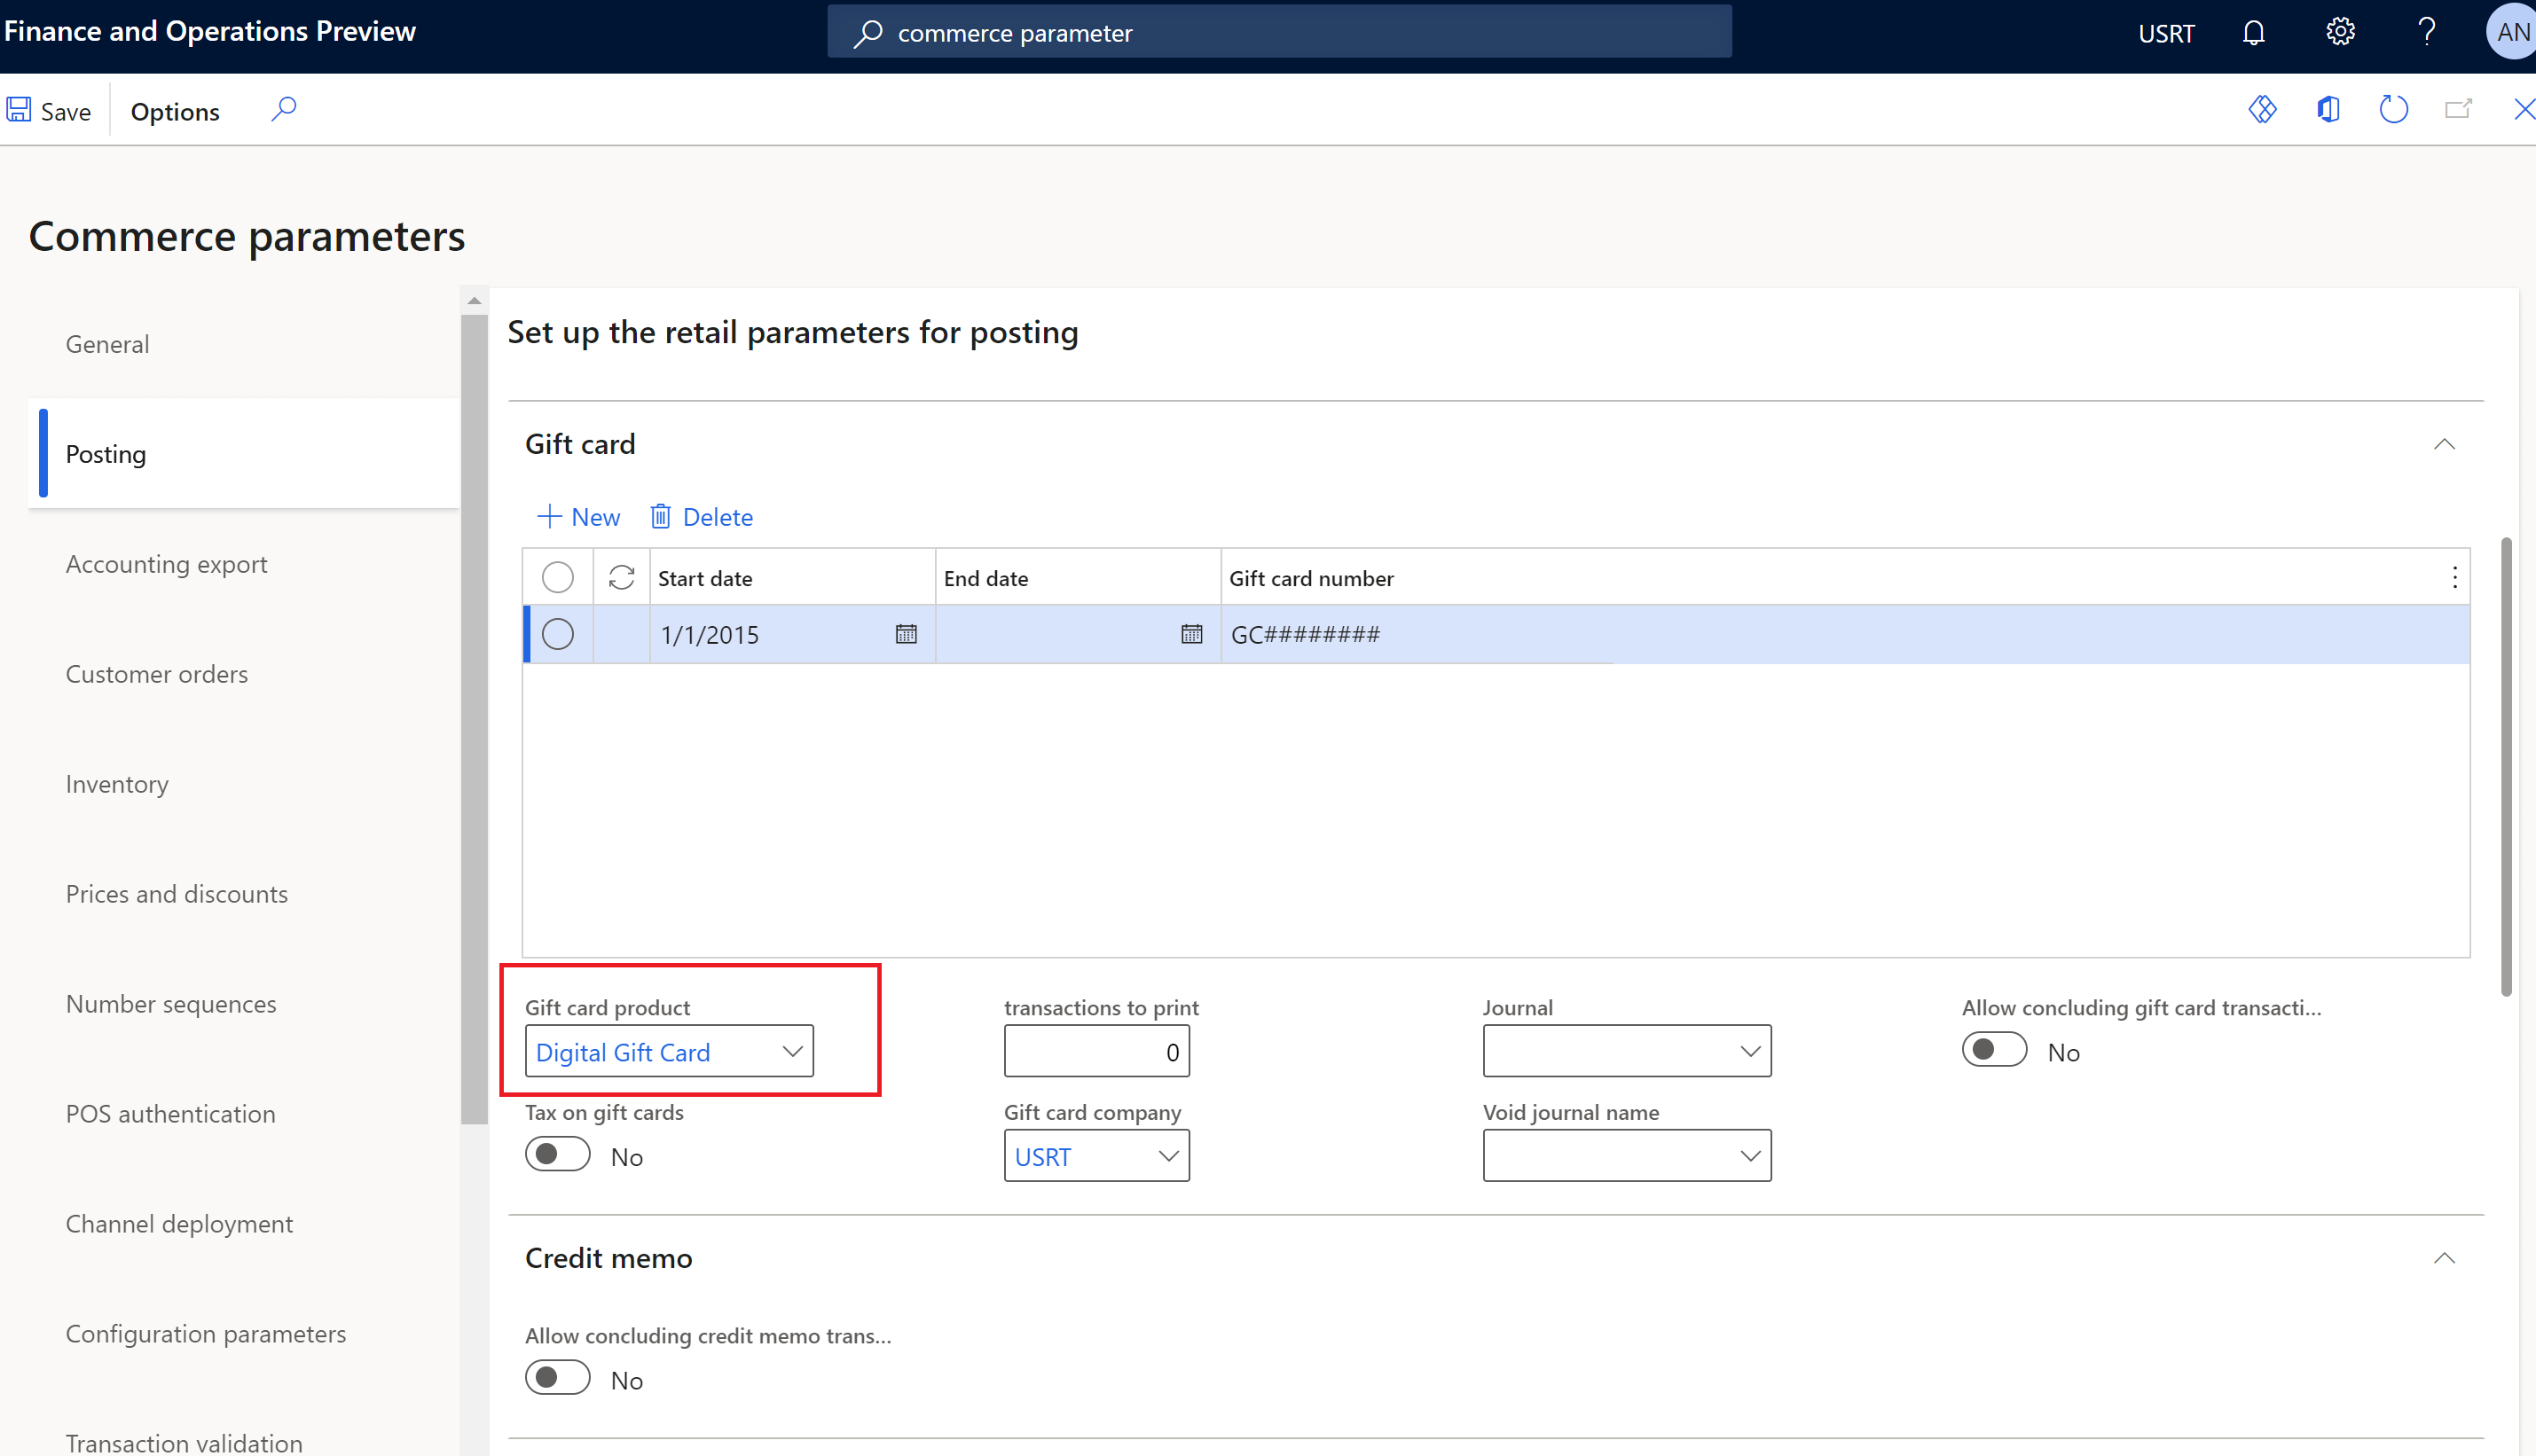 Finance and Operations Preview
commerce parameter
USRT
?
AN
Save
Options
Commerce parameters
General
Posting
Accounting export
Customer orders
Inventory
Prices and discounts
Number sequences
POS authentication
Channel deployment
Configuration parameters
Transaction validation
Set up the retail parameters for posting
Gift card
New
Delete
Start date
End date
Gift card number
1/1/2015
GC########
Gift card product
Digital Gift Card
transactions to print
0
Journal
Allow concluding gift card transacti...
No
Tax on gift cards
No
Gift card company
USRT
Void journal name
Credit memo
Allow concluding credit memo trans...
No